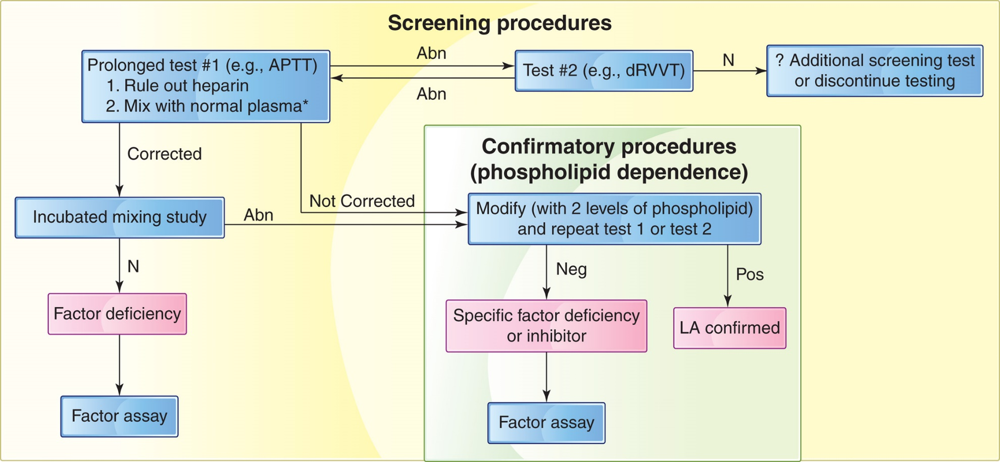 Screening procedures
Prolonged test #1 (e.g., APTT)
1. Rule out heparin
2. Mix with normal plasma*
Abn
Abn
Test #2 (e.g., dRVVT)
N
? Additional screening test
or discontinue testing
Corrected
Not Corrected
Incubated mixing study
Abn
N
Factor deficiency
Factor assay
Confirmatory procedures
(phospholipid dependence)
Modify (with 2 levels of phospholipid)
and repeat test 1 or test 2
Neg
Pos
Specific factor deficiency
or inhibitor
LA confirmed
Factor assay